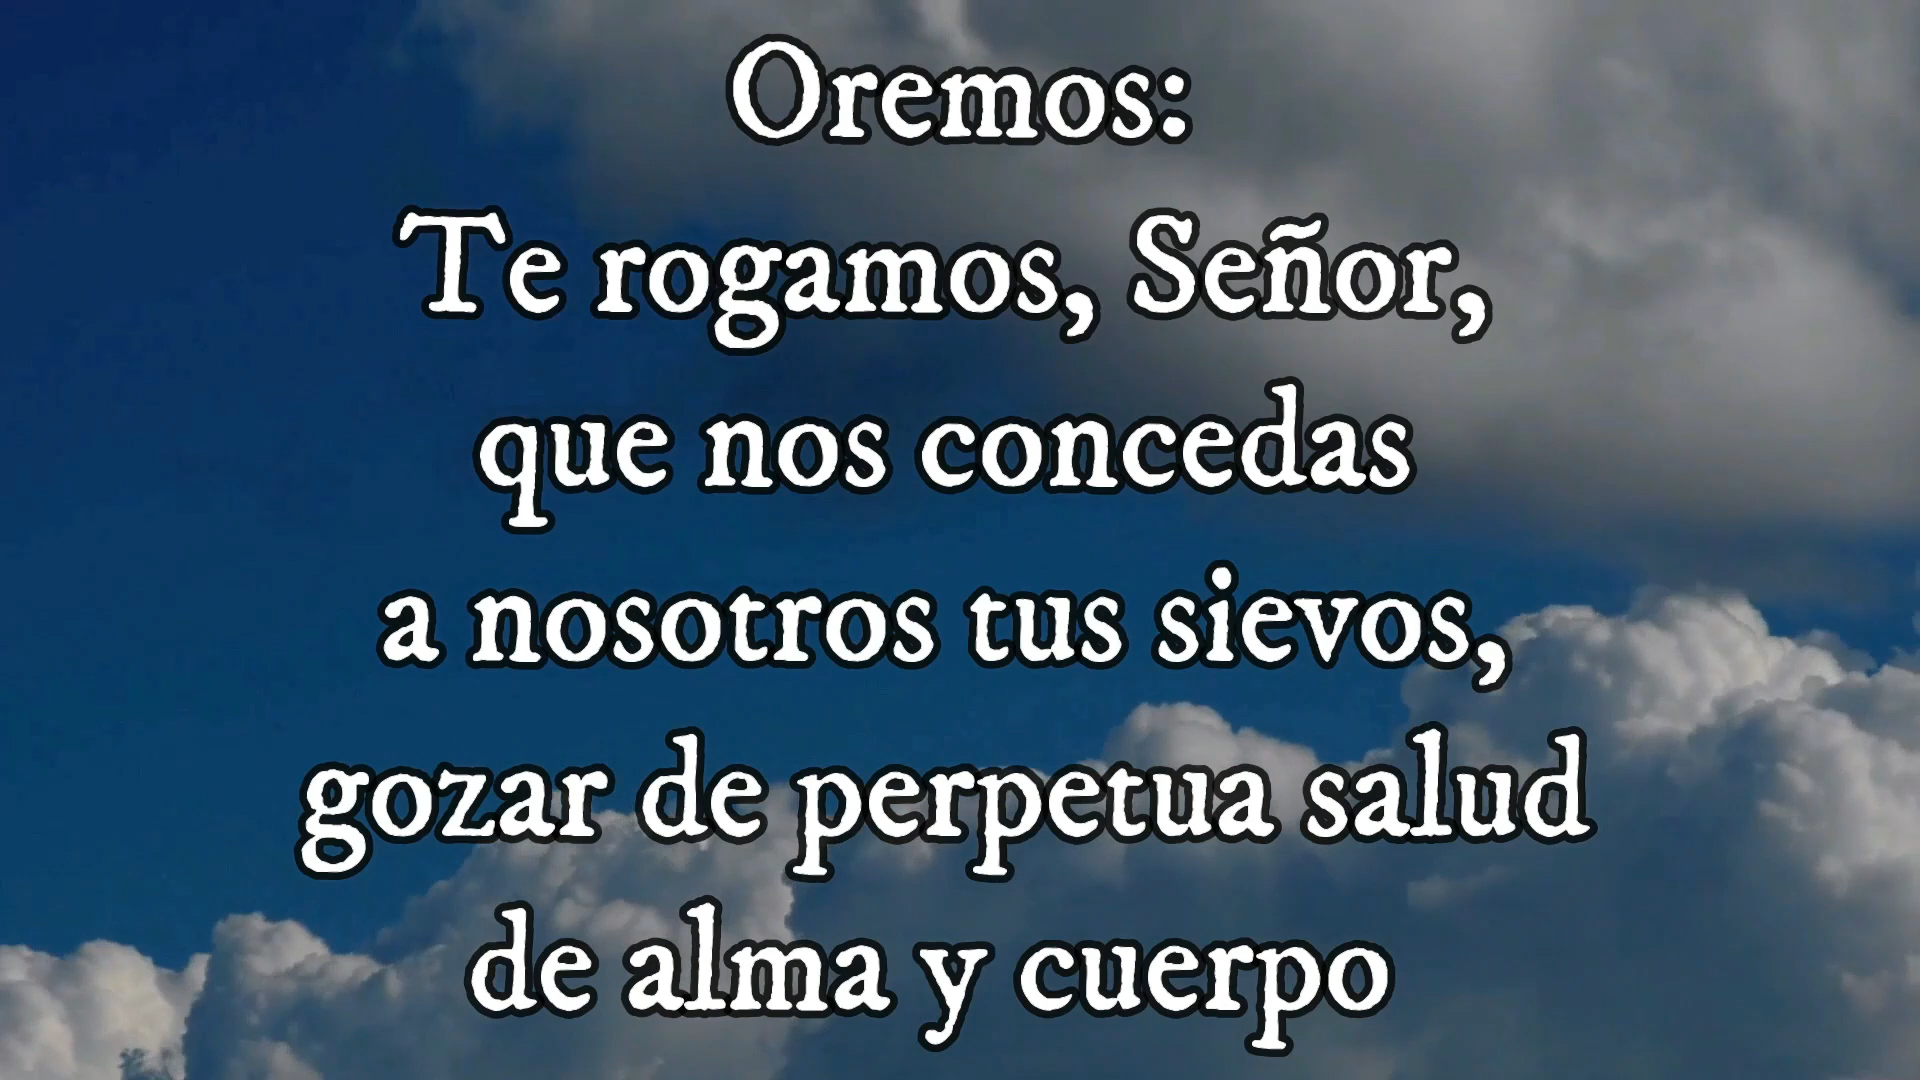 Oremos:
Te rogamos, Señor,
que nos concedas
a nosotros tus sievos,
gozar de perpetua salud
de alma y cuerpo